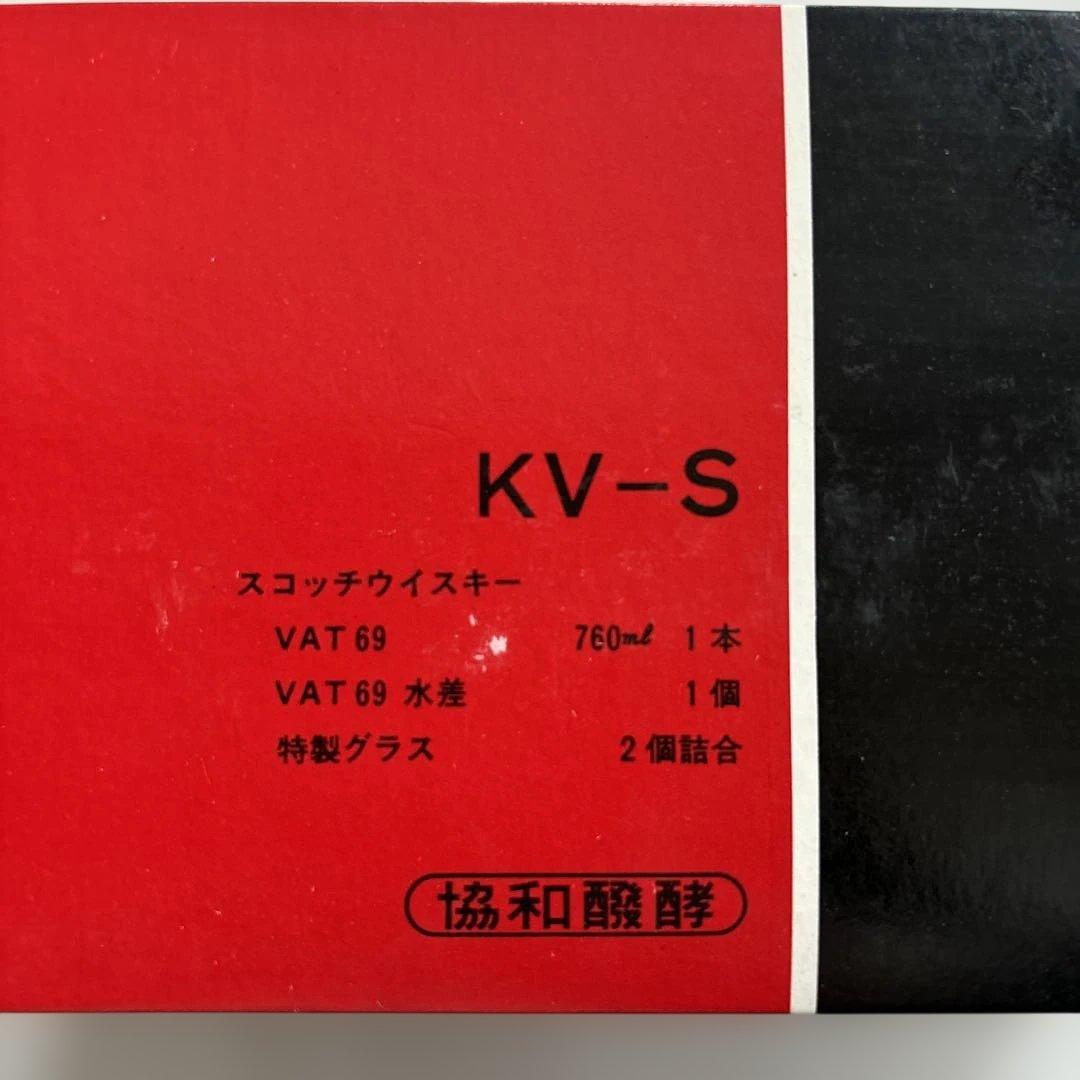 KV-S
スコッチウイスキー
VAT 69 760ml 1本
VAT 69 水差 1個
特製グラス 2個詰合
協和醱酵